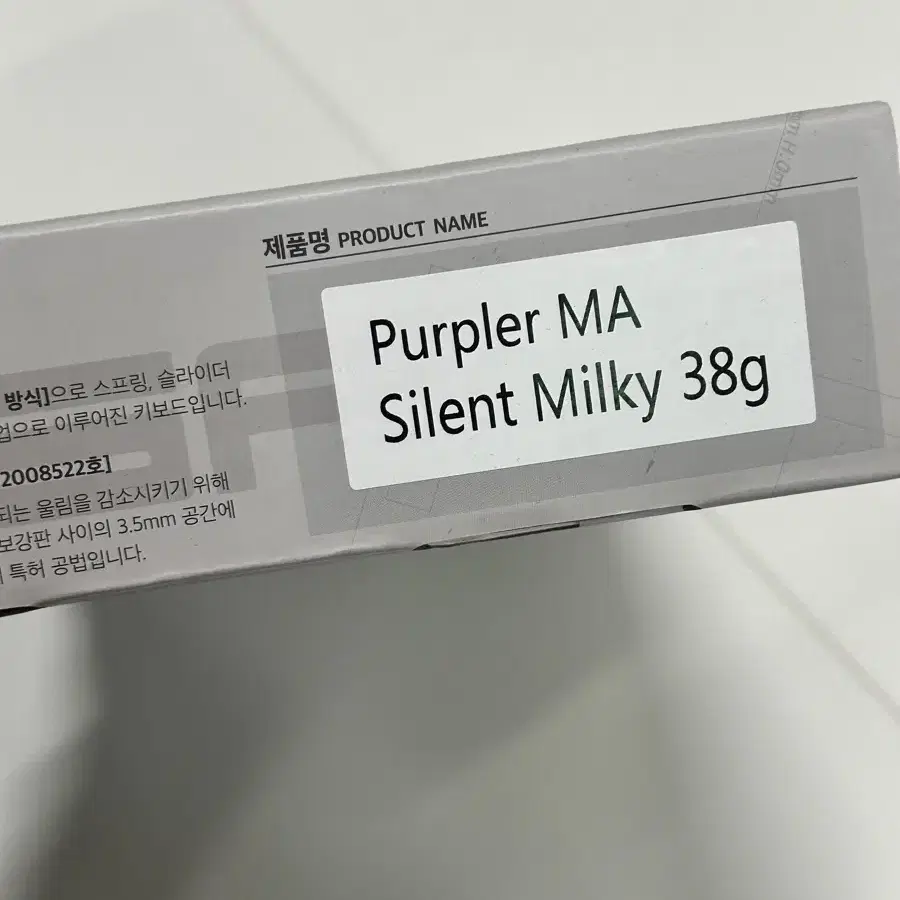 제품명 PRODUCT NAME
Purpler MA
Silent Milky 38g
방식]으로 스프링, 슬라이더
업으로 이루어진 키보드입니다.
2008522호]
되는 울림을 감소시키기 위해
보강판 사이의 3.5mm 공간에
특허 공법입니다.